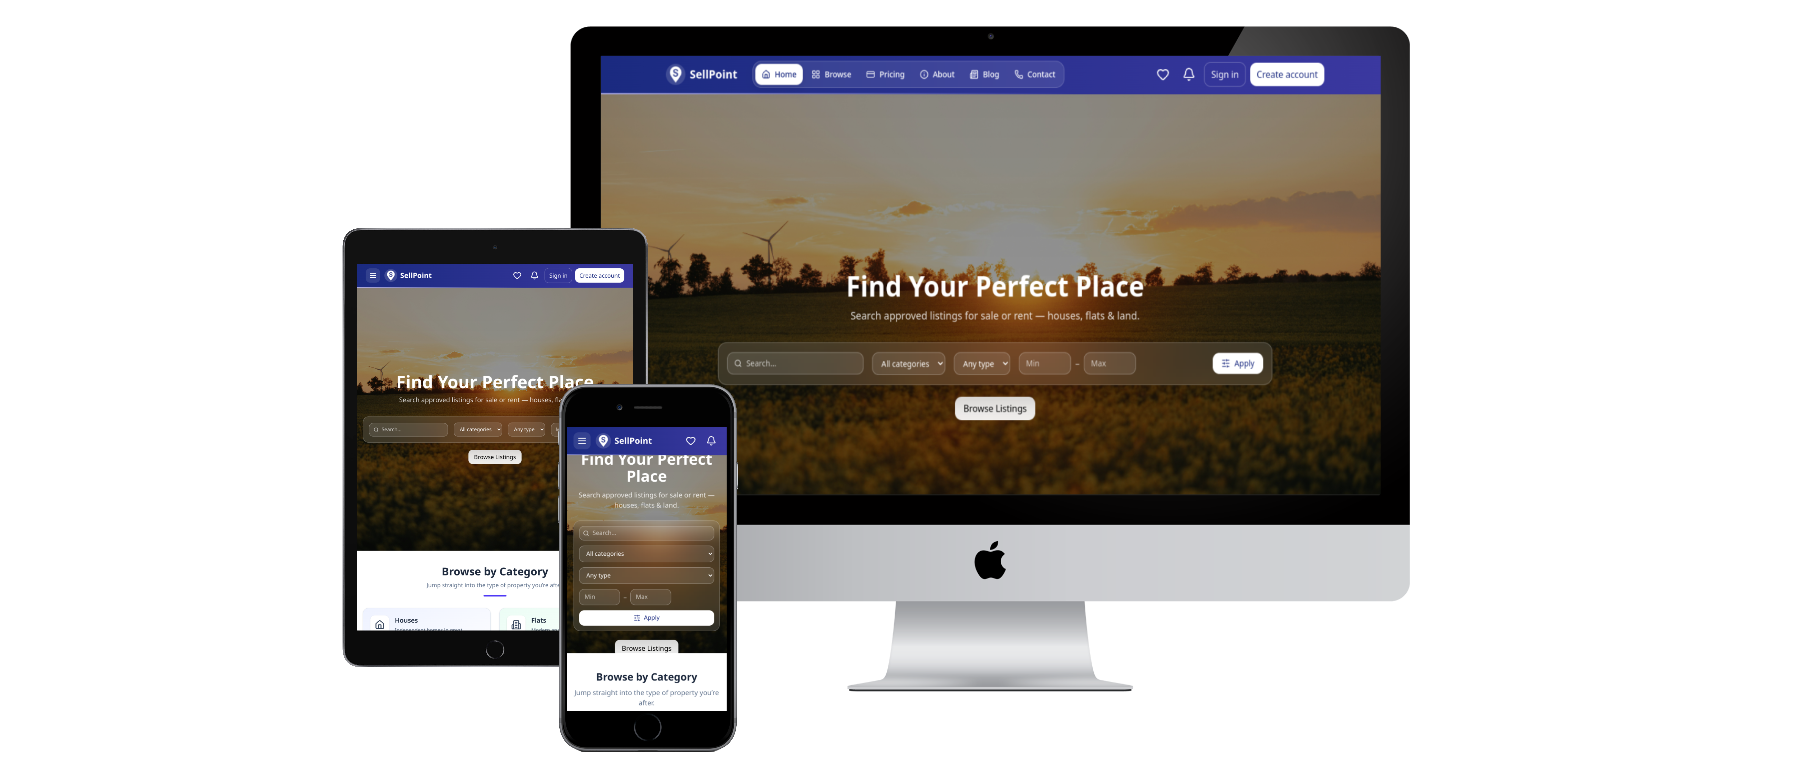 SellPoint Home Browse Pricing About Blog Contact Sign in Create account
Find Your Perfect Place
Search approved listings for sale or rent — houses, flats & land.
Search... All categories Any type Min – Max Apply
Browse Listings
SellPoint Sign in Create account
Find Your Perfect Place
Search approved listings for sale or rent — houses,
Search... All categories Any type
Browse Listings
Browse by Category
Jump straight into the type of property you're
Houses Flats
SellPoint
Find Your Perfect
Place
Search approved listings for sale or rent —
houses, flats & land.
Search...
All categories
Any type
Min – Max
Apply
Browse Listings
Browse by Category
Jump straight into the type of property you're
after.